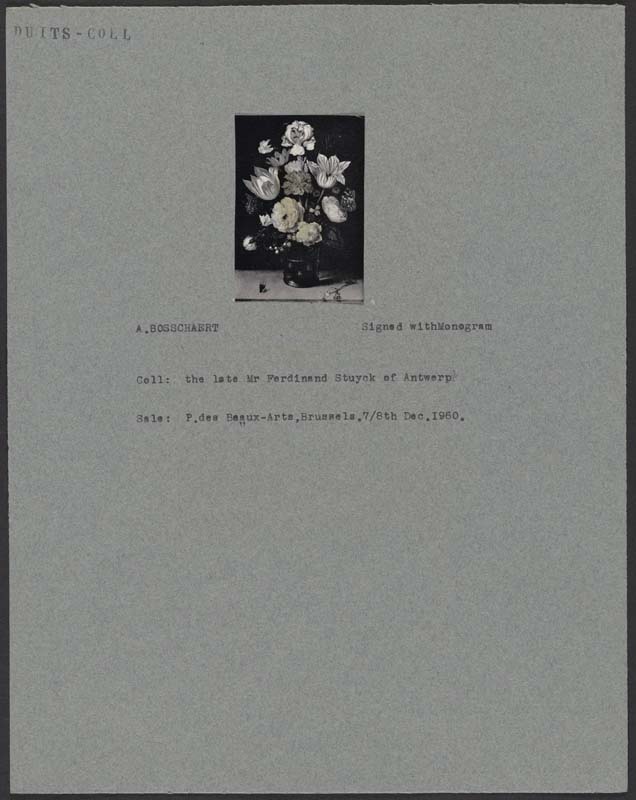 DUITS-COLL
A.BOSSCHAERT Signed withMonogram
Coll: the late Mr Ferdinand Stuyck of Antwerp
Sale: P.des Beaux-Arts,Brussels.7/8th Dec.1960.